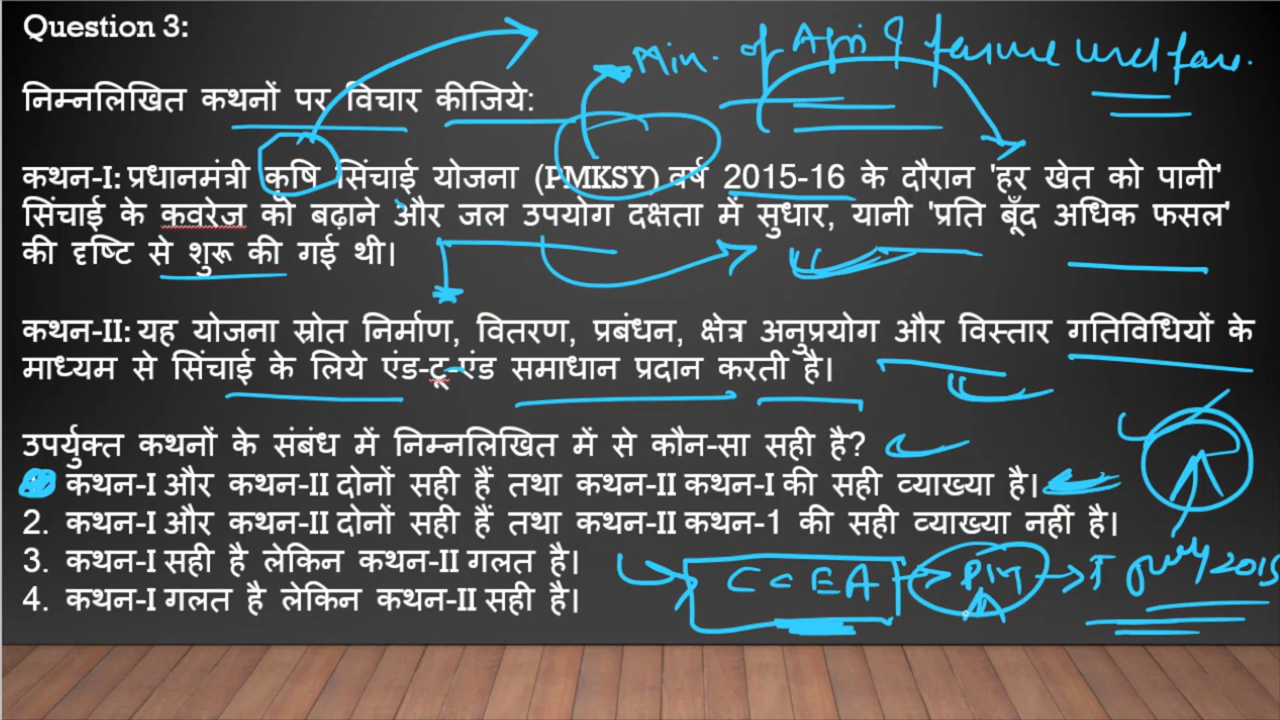 Question 3:
Min. of Agri & farmer welfare.
निम्नलिखित कथनों पर विचार कीजिये:
कथन-I: प्रधानमंत्री कृषि सिंचाई योजना (PMKSY) वर्ष 2015-16 के दौरान 'हर खेत को पानी'
सिंचाई के कवरेज को बढ़ाने और जल उपयोग दक्षता में सुधार, यानी 'प्रति बूँद अधिक फसल'
की दृष्टि से शुरू की गई थी।
कथन-II: यह योजना स्रोत निर्माण, वितरण, प्रबंधन, क्षेत्र अनुप्रयोग और विस्तार गतिविधियों के
माध्यम से सिंचाई के लिये एंड-टू-एंड समाधान प्रदान करती है।
उपर्युक्त कथनों के संबंध में निम्नलिखित में से कौन-सा सही है?
कथन-I और कथन-II दोनों सही हैं तथा कथन-II कथन-I की सही व्याख्या है।
2. कथन-I और कथन-II दोनों सही हैं तथा कथन-II कथन-1 की सही व्याख्या नहीं है।
3. कथन-I सही है लेकिन कथन-II गलत है।
4. कथन-I गलत है लेकिन कथन-II सही है।
CCEA PM 1 July 2015